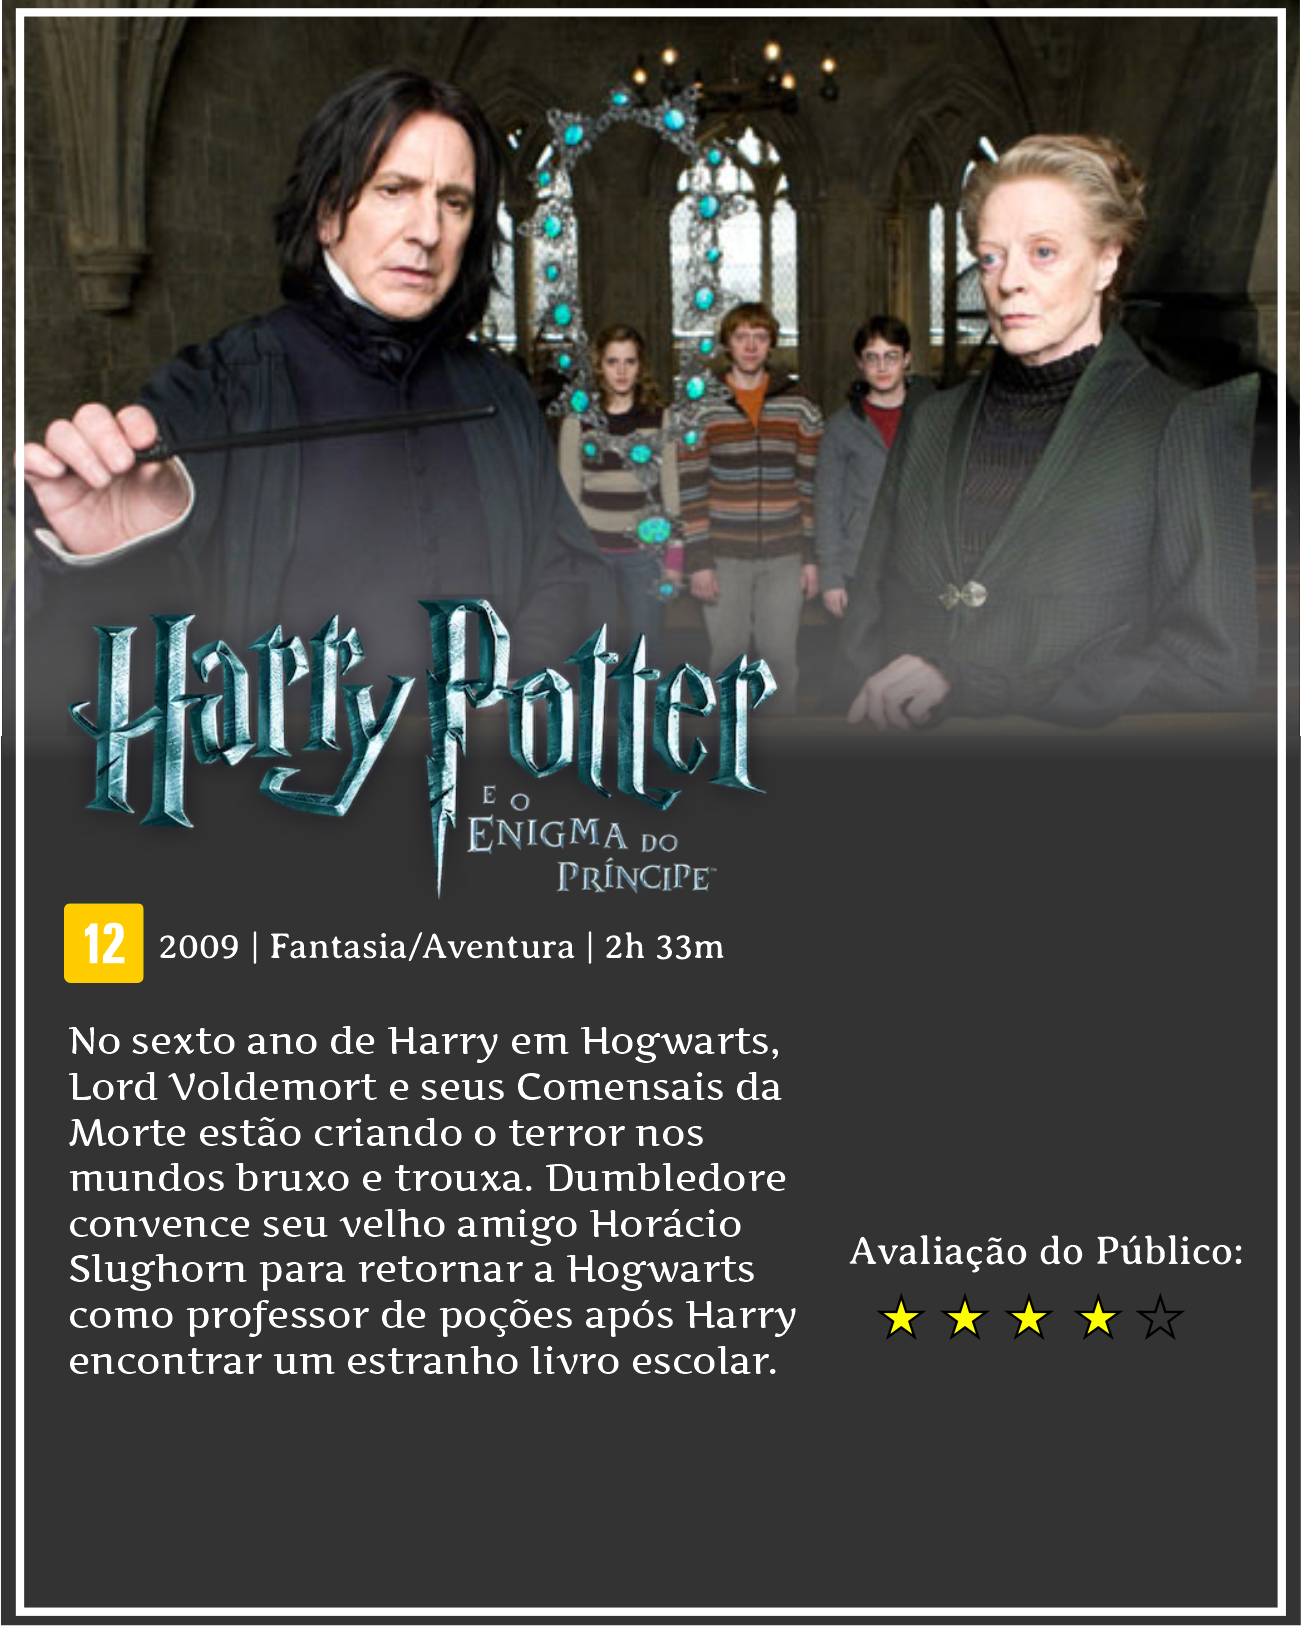 Harry Potter
E O
ENIGMA DO
PRÍNCIPE™
12
2009 | Fantasia/Aventura | 2h 33m
No sexto ano de Harry em Hogwarts,
Lord Voldemort e seus Comensais da
Morte estão criando o terror nos
mundos bruxo e trouxa. Dumbledore
convence seu velho amigo Horácio
Slughorn para retornar a Hogwarts
como professor de poções após Harry
encontrar um estranho livro escolar.
Avaliação do Público: